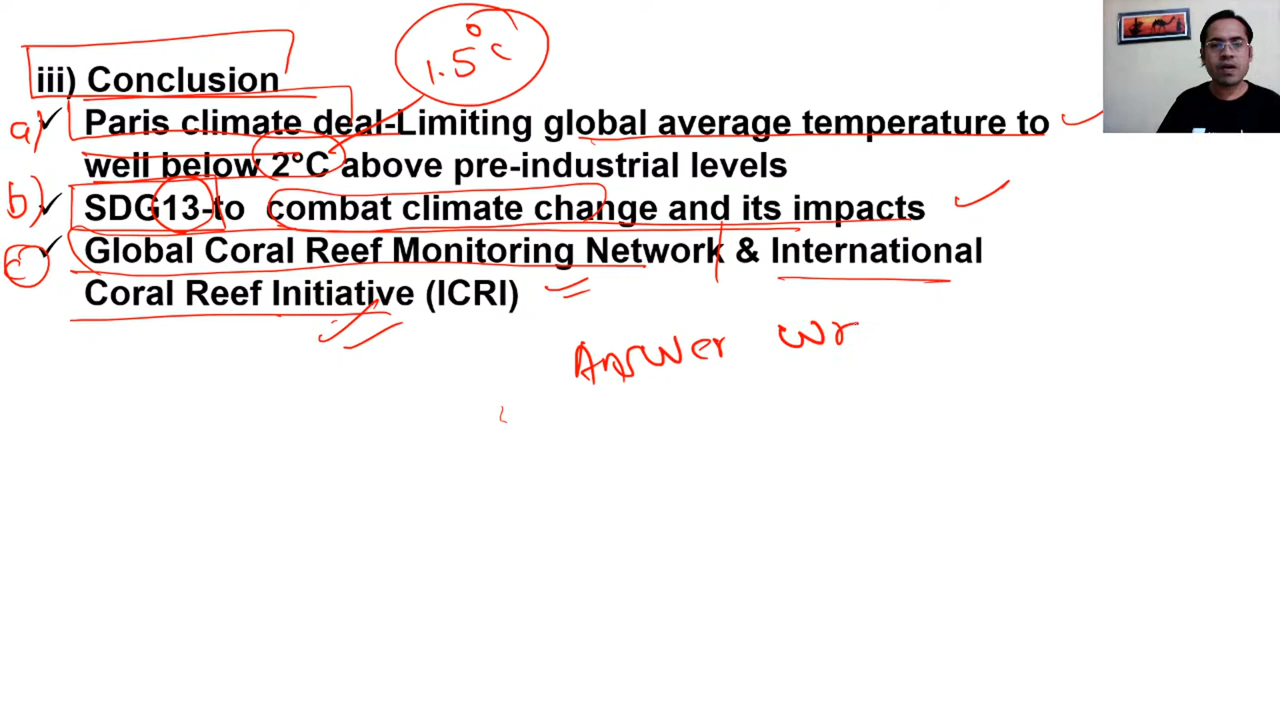 1.5°C
iii) Conclusion
a) ✓ Paris climate deal-Limiting global average temperature to
well below 2°C above pre-industrial levels
b) ✓ SDG13-to combat climate change and its impacts
c) ✓ Global Coral Reef Monitoring Network & International
Coral Reef Initiative (ICRI)
Answer wr